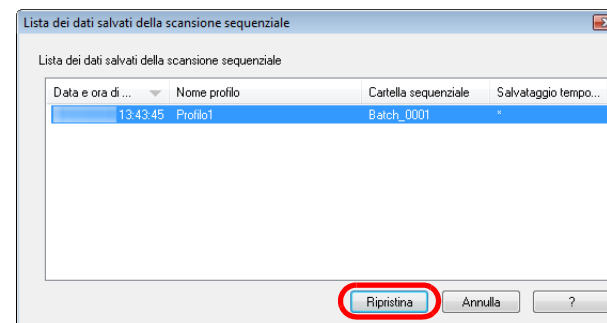 Lista dei dati salvati della scansione sequenziale
Lista dei dati salvati della scansione sequenziale
Data e ora di ... Nome profilo Cartella sequenziale Salvataggio tempo...
13:43:45 Profilo1 Batch_0001 *
Ripristina Annulla ?